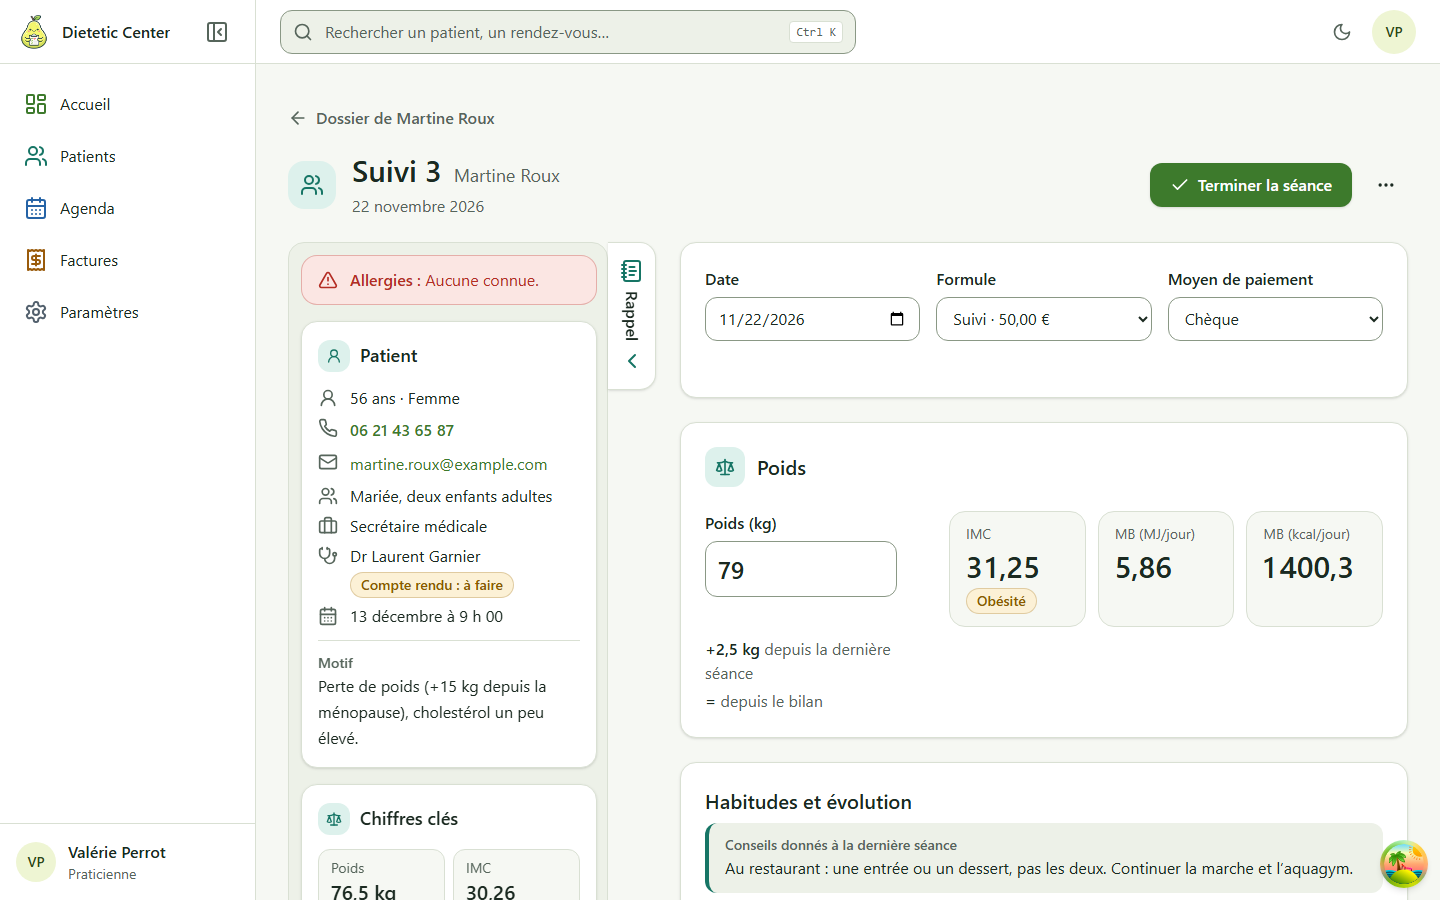 Dietetic Center
Rechercher un patient, un rendez-vous...
Ctrl K
VP
Accueil
Patients
Agenda
Factures
Paramètres
VP
Valérie Perrot
Praticienne
Dossier de Martine Roux
Suivi 3 Martine Roux
22 novembre 2026
Terminer la séance
Allergies : Aucune connue.
Patient
56 ans · Femme
06 21 43 65 87
martine.roux@example.com
Mariée, deux enfants adultes
Secrétaire médicale
Dr Laurent Garnier
Compte rendu : à faire
13 décembre à 9 h 00
Motif
Perte de poids (+15 kg depuis la
ménopause), cholestérol un peu
élevé.
Chiffres clés
Poids
76,5 kg
IMC
30,26
Rappel
Date
11/22/2026
Formule
Suivi · 50,00 €
Moyen de paiement
Chèque
Poids
Poids (kg)
79
+2,5 kg depuis la dernière
séance
= depuis le bilan
IMC
31,25
Obésité
MB (MJ/jour)
5,86
MB (kcal/jour)
1 400,3
Habitudes et évolution
Conseils donnés à la dernière séance
Au restaurant : une entrée ou un dessert, pas les deux. Continuer la marche et l’aquagym.